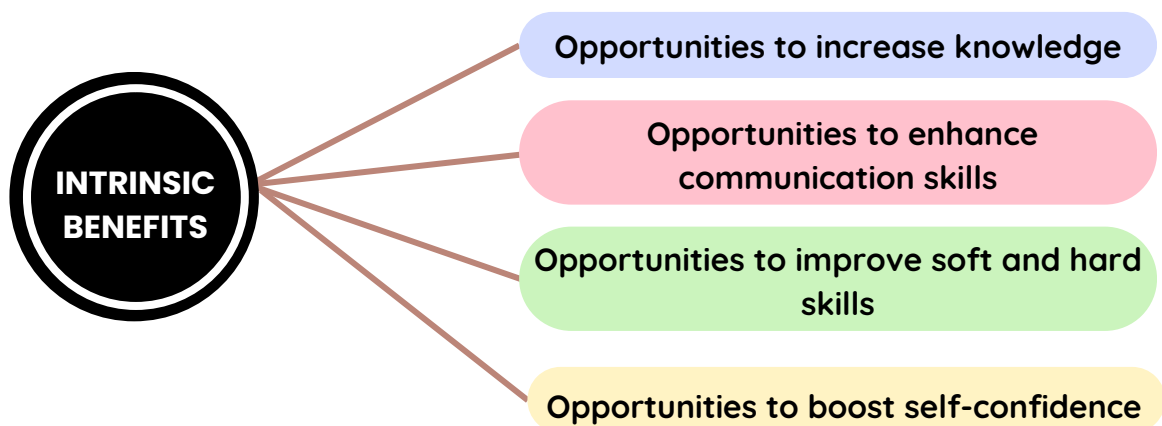 INTRINSIC
BENEFITS
Opportunities to increase knowledge
Opportunities to enhance
communication skills
Opportunities to improve soft and hard
skills
Opportunities to boost self-confidence